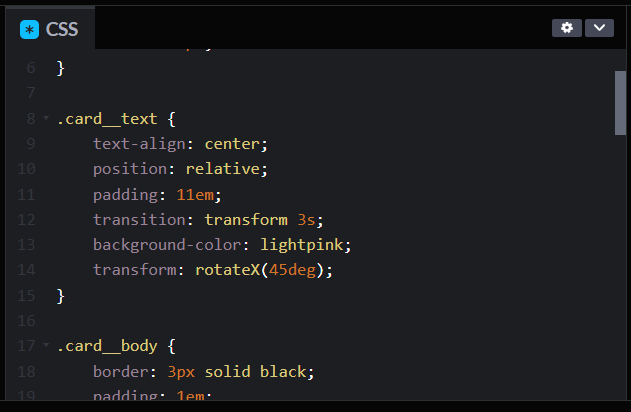 CSS
6 }
7
8 .card__text {
9 text-align: center;
10 position: relative;
11 padding: 11em;
12 transition: transform 3s;
13 background-color: lightpink;
14 transform: rotateX(45deg);
15 }
16
17 .card__body {
18 border: 3px solid black;
19 padding: 1em;